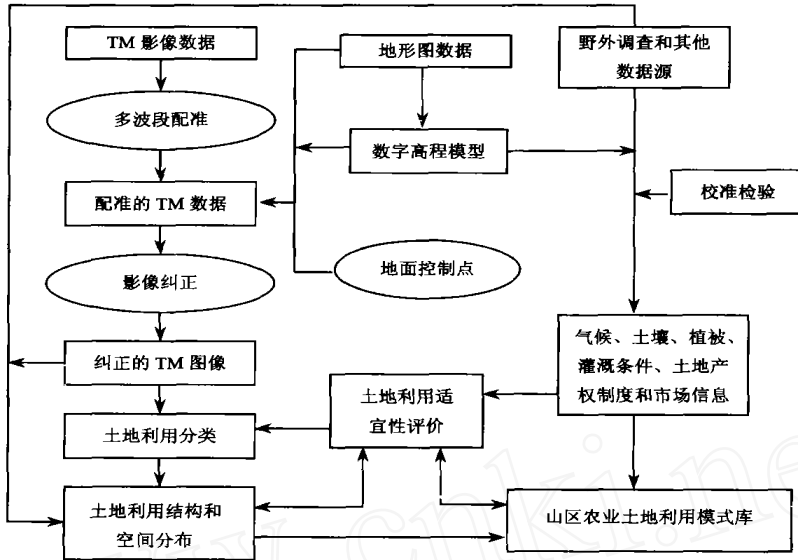 TM 影像数据
地形图数据
野外调查和其他
数据源
多波段配准
数字高程模型
配准的 TM 数据
校准检验
影像纠正
地面控制点
纠正的 TM 图像
气候、土壤、植被、
灌溉条件、土地产
权制度和市场信息
土地利用适
宜性评价
土地利用分类
土地利用结构和
空间分布
山区农业土地利用模式库